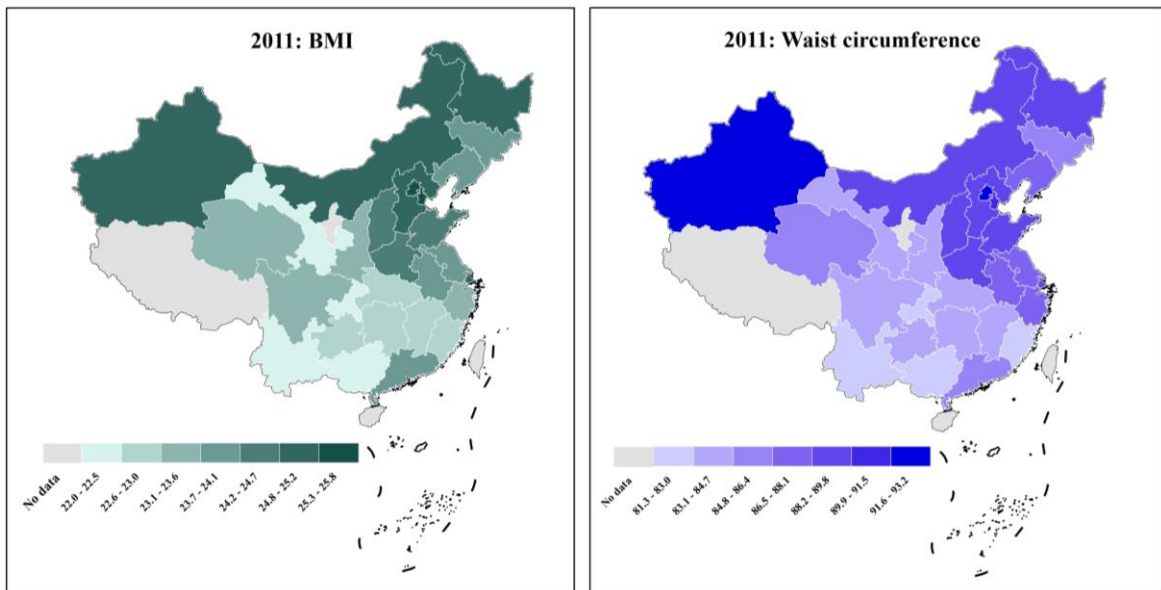 2011: BMI
No data
22.0 - 22.5
22.6 - 23.0
23.1 - 23.6
23.7 - 24.1
24.2 - 24.7
24.8 - 25.2
25.3 - 25.8
2011: Waist circumference
No data
81.3 - 83.0
83.1 - 84.7
84.8 - 86.4
86.5 - 88.1
88.2 - 89.8
89.9 - 91.5
91.6 - 93.2